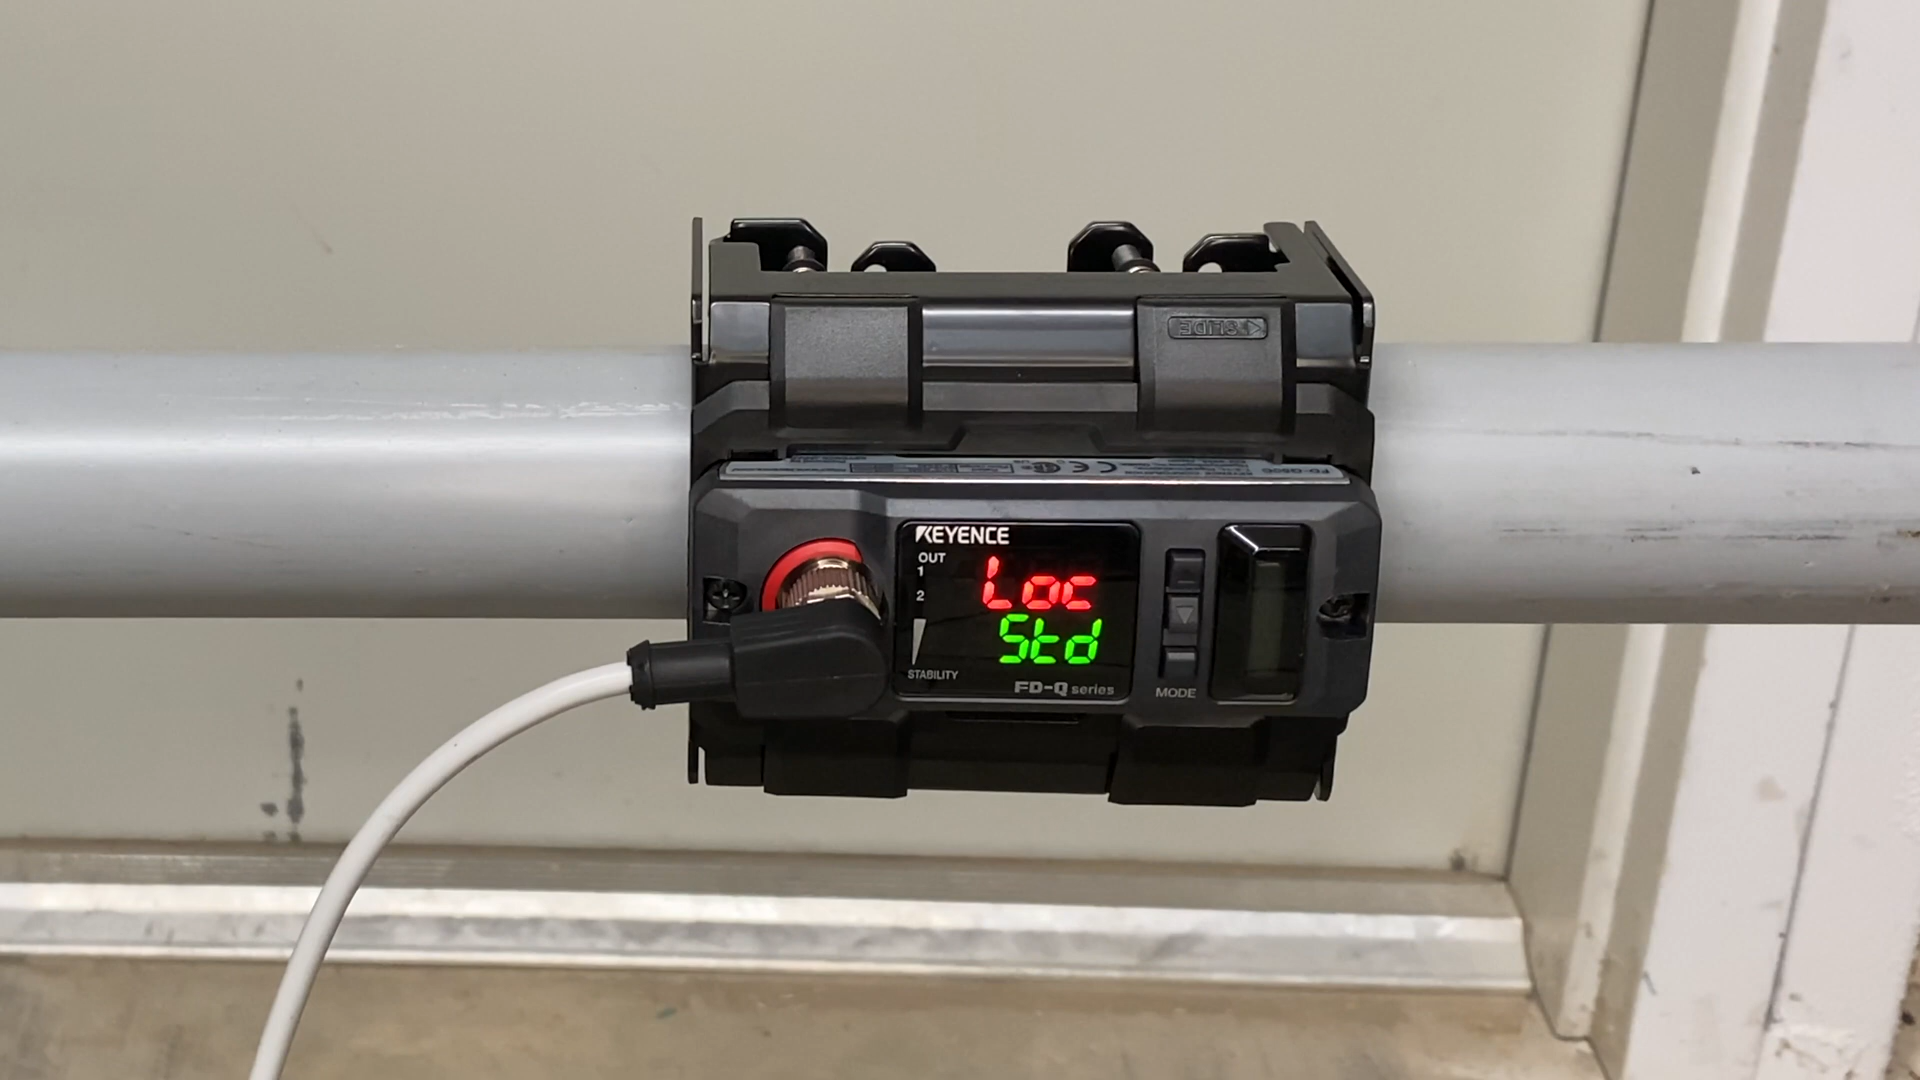 SLIDE
KEYENCE
OUT
1
2
Loc
Std
STABILITY
FD-Q series
MODE